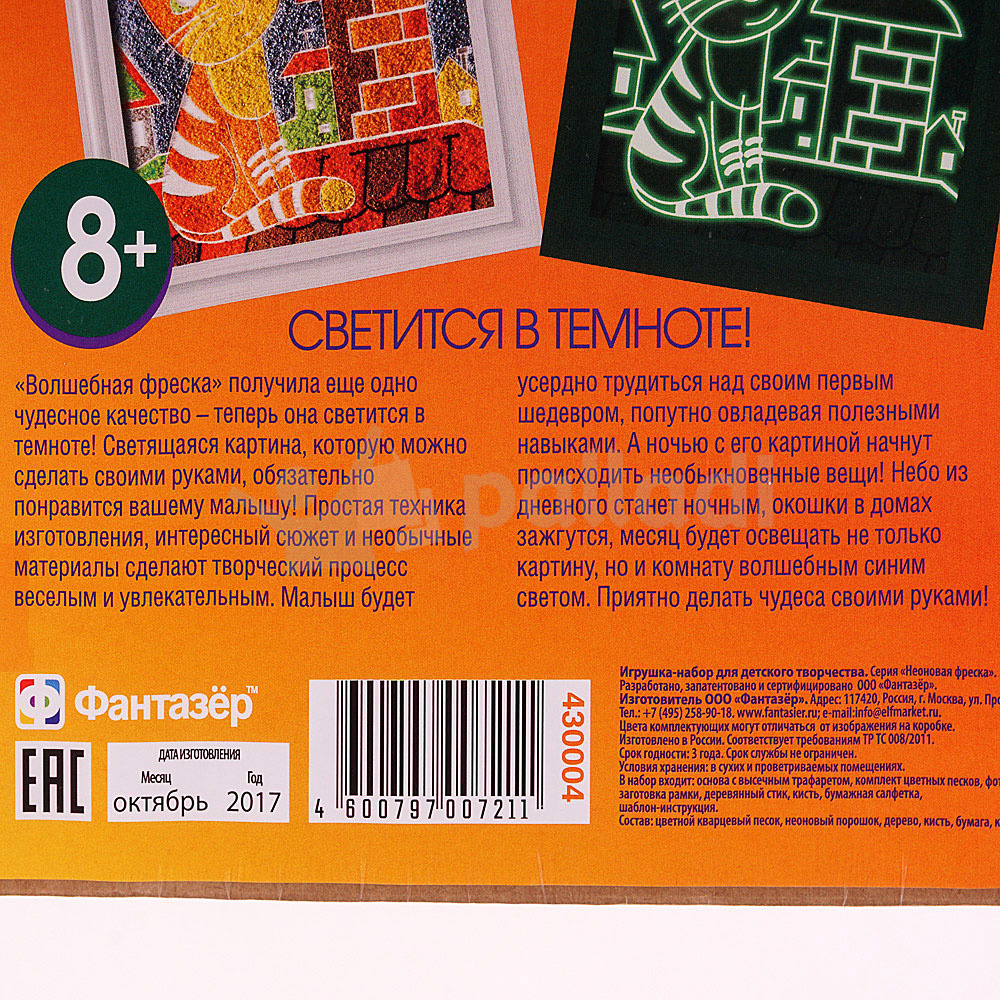 8+
СВЕТИТСЯ В ТЕМНОТЕ!
«Волшебная фреска» получила еще одно
чудесное качество – теперь она светится в
темноте! Светящаяся картина, которую можно
сделать своими руками, обязательно
понравится вашему малышу! Простая техника
изготовления, интересный сюжет и необычные
материалы сделают творческий процесс
веселым и увлекательным. Малыш будет
усердно трудиться над своим первым
шедевром, попутно овладевая полезными
навыками. А ночью с его картиной начнут
происходить необыкновенные вещи! Небо из
дневного станет ночным, окошки в домах
зажгутся, месяц будет освещать не только
картину, но и комнату волшебным синим
светом. Приятно делать чудеса своими руками!
palladi
Фантазёр™
EAC
ДАТА ИЗГОТОВЛЕНИЯ
Месяц Год
октябрь 2017
4 600797 007211
430004
Игрушка-набор для детского творчества. Серия «Неоновая фреска».
Разработано, запатентовано и сертифицировано ООО «Фантазёр».
Изготовитель ООО «Фантазёр». Адрес: 117420, Россия, г. Москва, ул. Про
Тел.: +7 (495) 258-90-18. www.fantasier.ru; e-mail:info@elfmarket.ru.
Цвета комплектующих могут отличаться от изображения на коробке.
Изготовлено в России. Соответствует требованиям ТР ТС 008/2011.
Срок годности: 3 года. Срок службы не ограничен.
Условия хранения: в сухих и проветриваемых помещениях.
В набор входит: основа с высечным трафаретом, комплект цветных песков, фот
заготовка рамки, деревянный стик, кисть, бумажная салфетка,
шаблон-инструкция.
Состав: цветной кварцевый песок, неоновый порошок, дерево, кисть, бумага, к